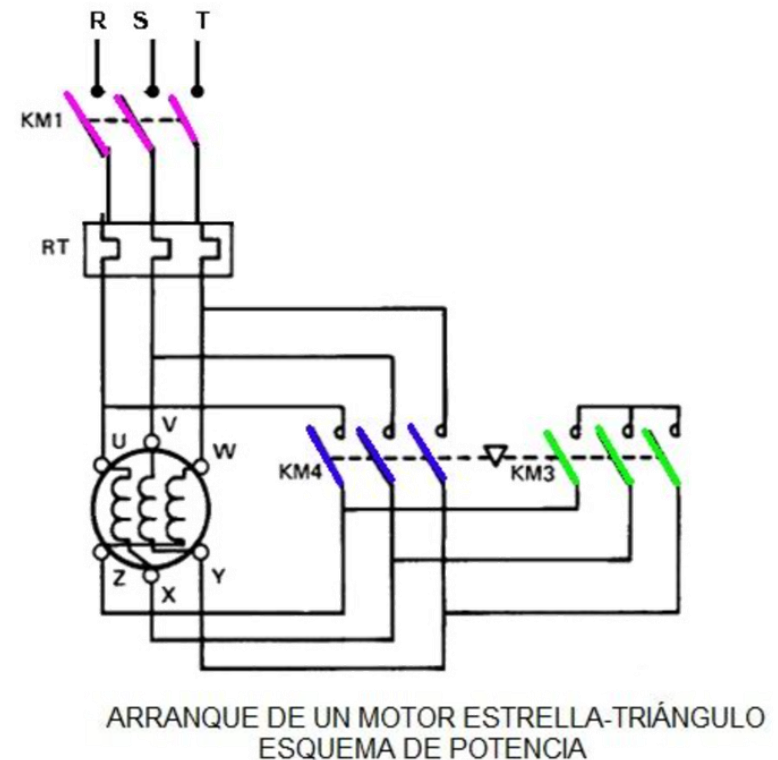 R S T
KM1
RT
V
U
W
KM4
KM3
Z
Y
X
ARRANQUE DE UN MOTOR ESTRELLA-TRIÁNGULO
ESQUEMA DE POTENCIA